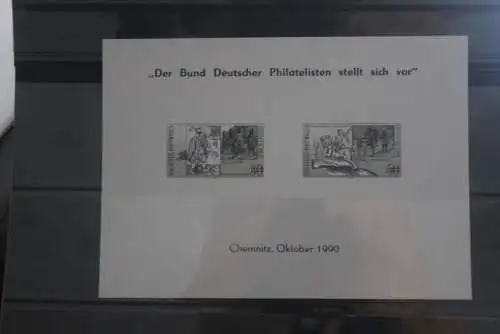 „Der Bund Deutscher Philatelisten stellt sich vor"
Chemnitz, Oktober 1990